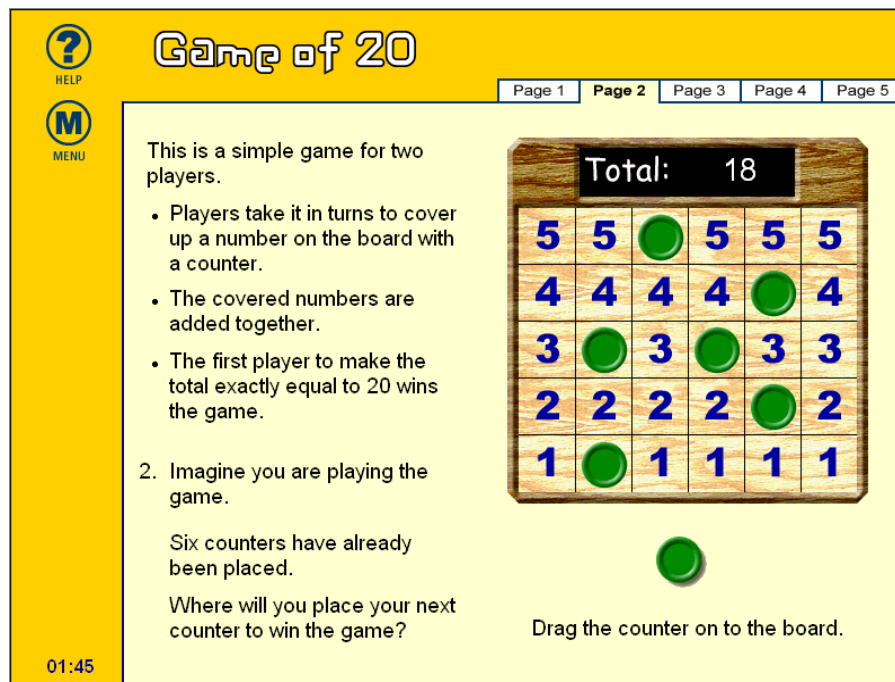 Game of 20
HELP
Page 1 Page 2 Page 3 Page 4 Page 5
M
MENU
This is a simple game for two
players.
• Players take it in turns to cover
up a number on the board with
a counter.
• The covered numbers are
added together.
• The first player to make the
total exactly equal to 20 wins
the game.
2. Imagine you are playing the
game.
Six counters have already
been placed.
Where will you place your next
counter to win the game?
01:45
Total: 18
5 5 5 5 5
4 4 4 4 4
3 3 3 3
2 2 2 2 2
1 1 1 1 1
Drag the counter on to the board.